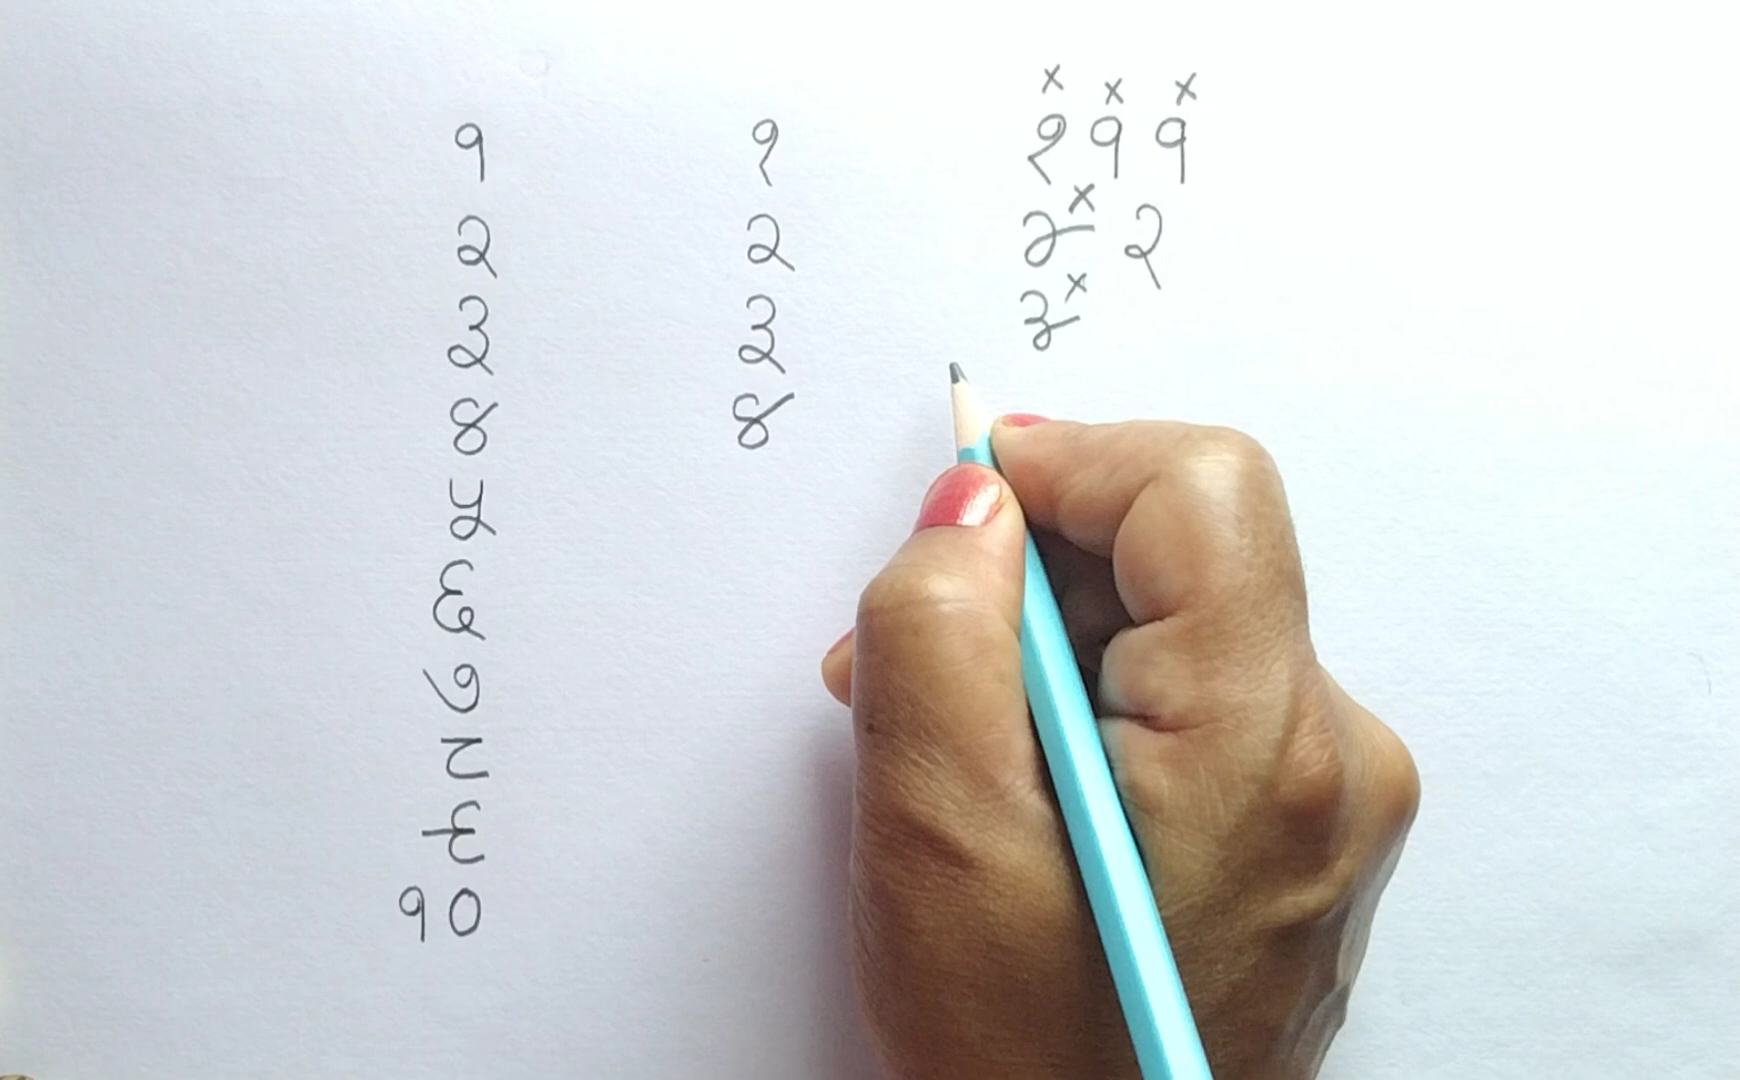 ୧ ୧ ୧ ୧ ୧
୨ ୨ ୨ ୨
୩ ୩ ୩
୪ ୪
୫
୬
୭
୮
୯
୧୦